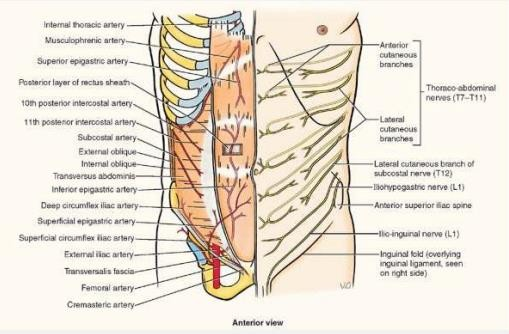 Internal thoracic artery
Musculophrenic artery
Superior epigastric artery
Posterior layer of rectus sheath
10th posterior intercostal artery
11th posterior intercostal artery
Subcostal artery
External oblique
Internal oblique
Transversus abdominis
Inferior epigastric artery
Deep circumflex iliac artery
Superficial epigastric artery
Superficial circumflex iliac artery
External iliac artery
Transversalis fascia
Femoral artery
Cremasteric artery
Anterior
cutaneous
branches
Thoraco-abdominal
nerves (T7–T11)
Lateral
cutaneous
branches
Lateral cutaneous branch of
subcostal nerve (T12)
Iliohypogastric nerve (L1)
Anterior superior iliac spine
Ilio-inguinal nerve (L1)
Inguinal fold (overlying
inguinal ligament, seen
on right side)
Anterior view